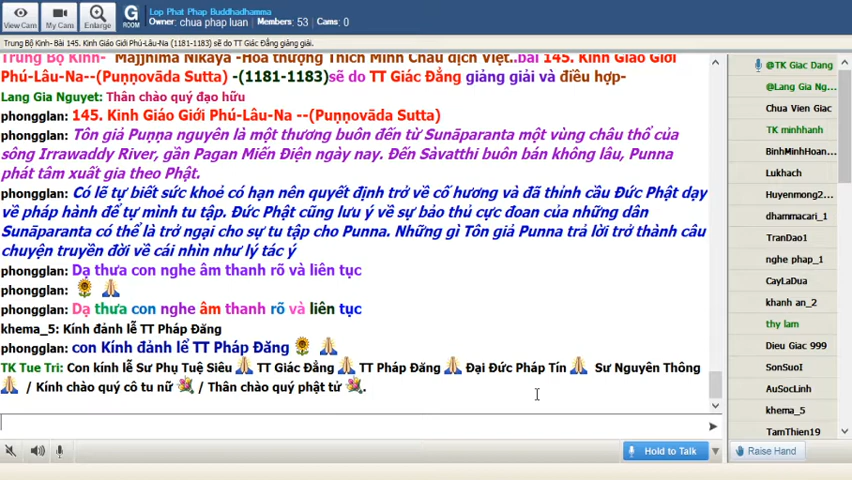 View Cam
My Cam
Enlarge
G
ROOM
Lop Phat Phap Buddhadhamma
Owner: chua phap luan   Members: 53   Cams: 0
Trung Bộ Kinh- Bài 145. Kinh Giáo Giới Phú-Lâu-Na (1181-1183) sẽ do TT Giác Đẳng giảng giải.
Trung Bộ Kinh- Majjhima Nikaya -Hòa thượng Thích Minh Châu dịch Việt..bài 145. Kinh Giáo Giới
Phú-Lâu-Na--(Puṇṇovāda Sutta) -(1181-1183)sẽ do TT Giác Đẳng giảng giải và điều hợp-
Lang Gia Nguyet: Thân chào quý đạo hữu
phongglan: 145. Kinh Giáo Giới Phú-Lâu-Na --(Puṇṇovāda Sutta)
phongglan: Tôn giả Puṇṇa nguyên là một thương buôn đến từ Sunāparanta một vùng châu thổ của
sông Irrawaddy River, gần Pagan Miến Điện ngày nay. Đến Sàvatthi buôn bán không lâu, Punna
phát tâm xuất gia theo Phật.
phongglan: Có lẽ tự biết sức khoẻ có hạn nên quyết định trở về cố hương và đã thỉnh cầu Đức Phật dạy
về pháp hành để tự mình tu tập. Đức Phật cũng lưu ý về sự bảo thủ cực đoan của những dân
Sunāparanta có thể là trở ngại cho sự tu tập cho Punna. Những gì Tôn giả Punna trả lời trở thành câu
chuyện truyền đời về cái nhìn như lý tác ý
phongglan: Dạ thưa con nghe âm thanh rõ và liên tục
phongglan: 🌻 🙏
phongglan: Dạ thưa con nghe âm thanh rõ và liên tục
khema_5: Kính đảnh lễ TT Pháp Đăng
phongglan: con Kính đảnh lể TT Pháp Đăng 🌻 🙏
TK Tue Tri: Con kính lễ Sư Phụ Tuệ Siêu 🙏 TT Giác Đẳng 🙏 TT Pháp Đăng 🙏 Đại Đức Pháp Tín 🙏 Sư Nguyên Thông
🙏 / Kính chào quý cô tu nữ 💐 / Thân chào quý phật tử 💐.
Hold to Talk
@TK Giac Dang
@Lang Gia Ng...
Chua Vien Giac
TK minhhanh
BinhMinhHoan...
Lukhach
Huyenmong2...
dhammacari_1
TranDao1
nghe phap_1
CayLaDua
khanh an_2
thy lam
Dieu Giac 999
SonSuoI
AuSocLinh
khema_5
TamThien19
Raise Hand